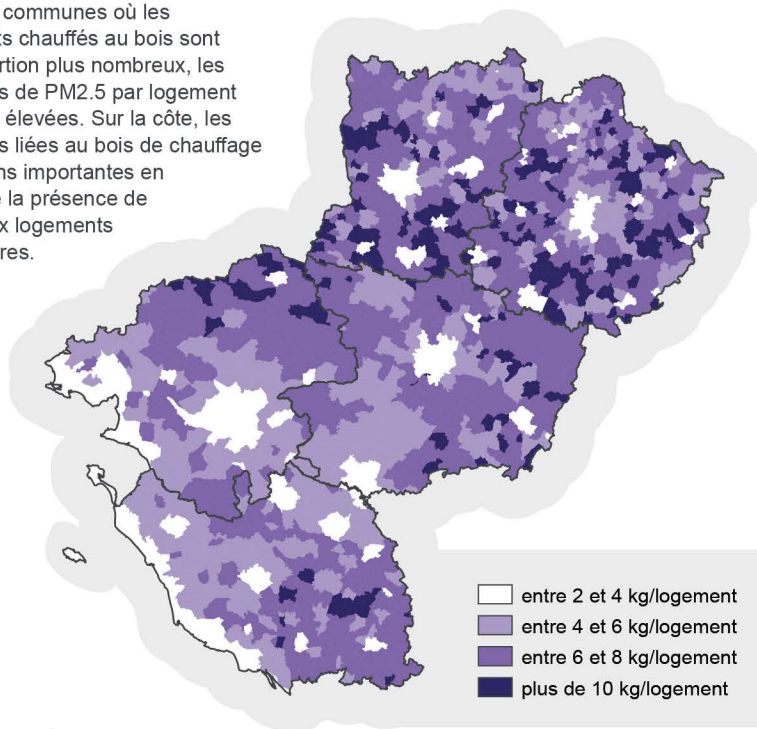 communes où les
ts chauffés au bois sont
rtion plus nombreux, les
s de PM2.5 par logement
élevées. Sur la côte, les
s liées au bois de chauffage
ns importantes en
la présence de
x logements
res.
entre 2 et 4 kg/logement
entre 4 et 6 kg/logement
entre 6 et 8 kg/logement
plus de 10 kg/logement